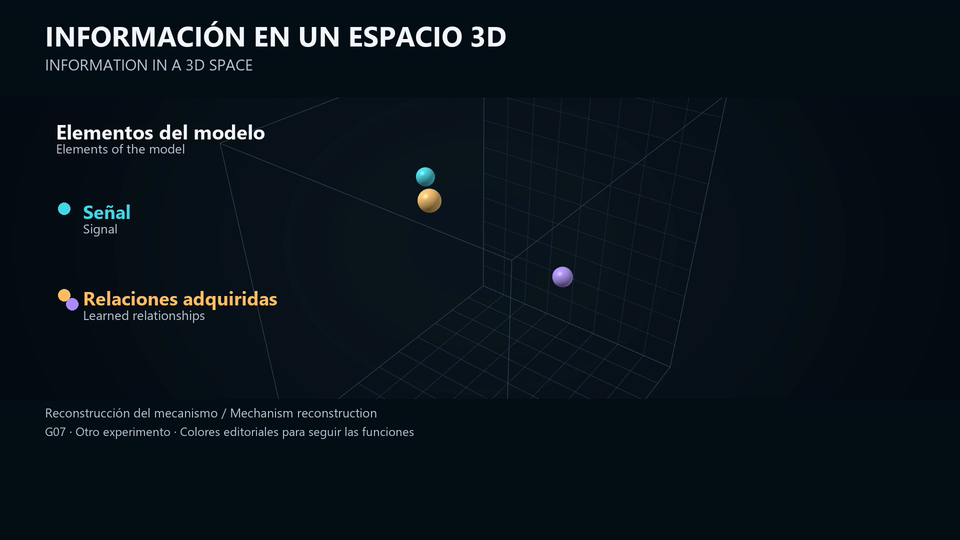 INFORMACIÓN EN UN ESPACIO 3D
INFORMATION IN A 3D SPACE
Elementos del modelo
Elements of the model
Señal
Signal
Relaciones adquiridas
Learned relationships
Reconstrucción del mecanismo / Mechanism reconstruction
G07 · Otro experimento · Colores editoriales para seguir las funciones